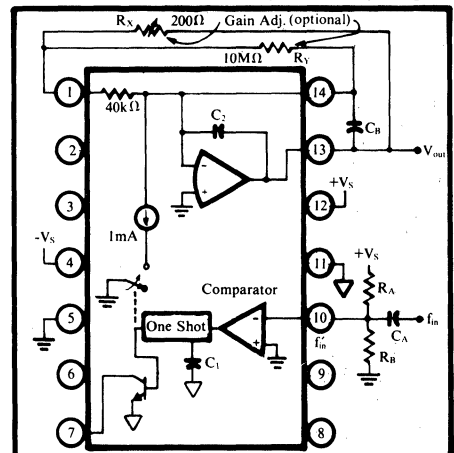 Rx 200Ω Gain Adj. (optional)
10MΩ Ry
1 14
40kΩ
C2
CB
2 13 Vout
+Vs
3 12
1mA
-Vs +Vs
4 11
RA
Comparator
5 One Shot 10 fin
f'in CA
C1 RB
6 9
7 8